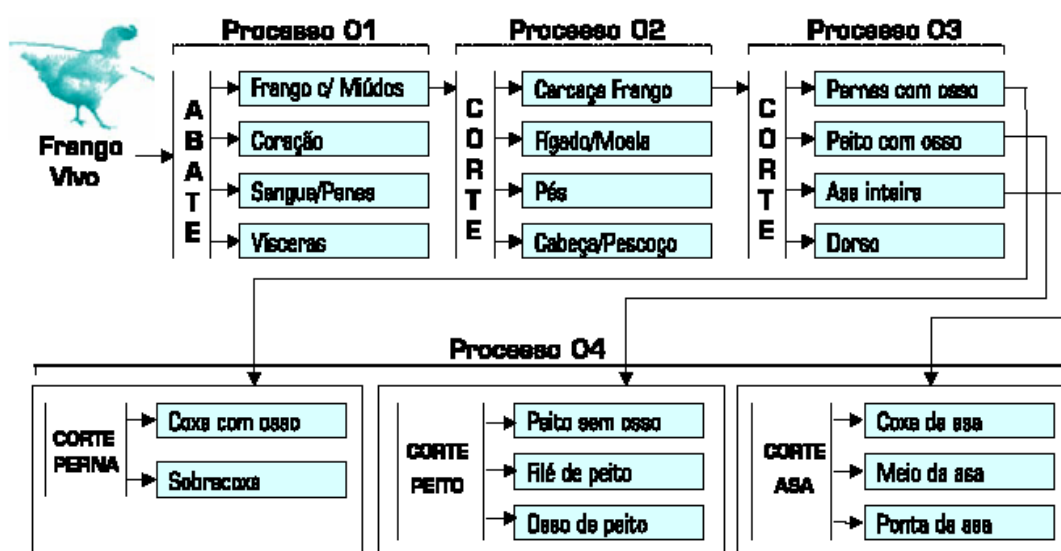 Processo 01
Processo 02
Processo 03
Frango Vivo
ABATE
Frango c/ Miúdos
Coração
Sangue/Penas
Vísceras
CORTE
Carcaça Frango
Fígado/Moela
Pés
Cabeça/Pescoço
CORTE
Pernas com osso
Peito com osso
Asa inteira
Dorso
Processo 04
CORTE PERNA
Coxa com osso
Sobrecoxa
CORTE PEITO
Peito sem osso
Filé de peito
Osso de peito
CORTE ASA
Coxa da asa
Meio da asa
Ponta da asa